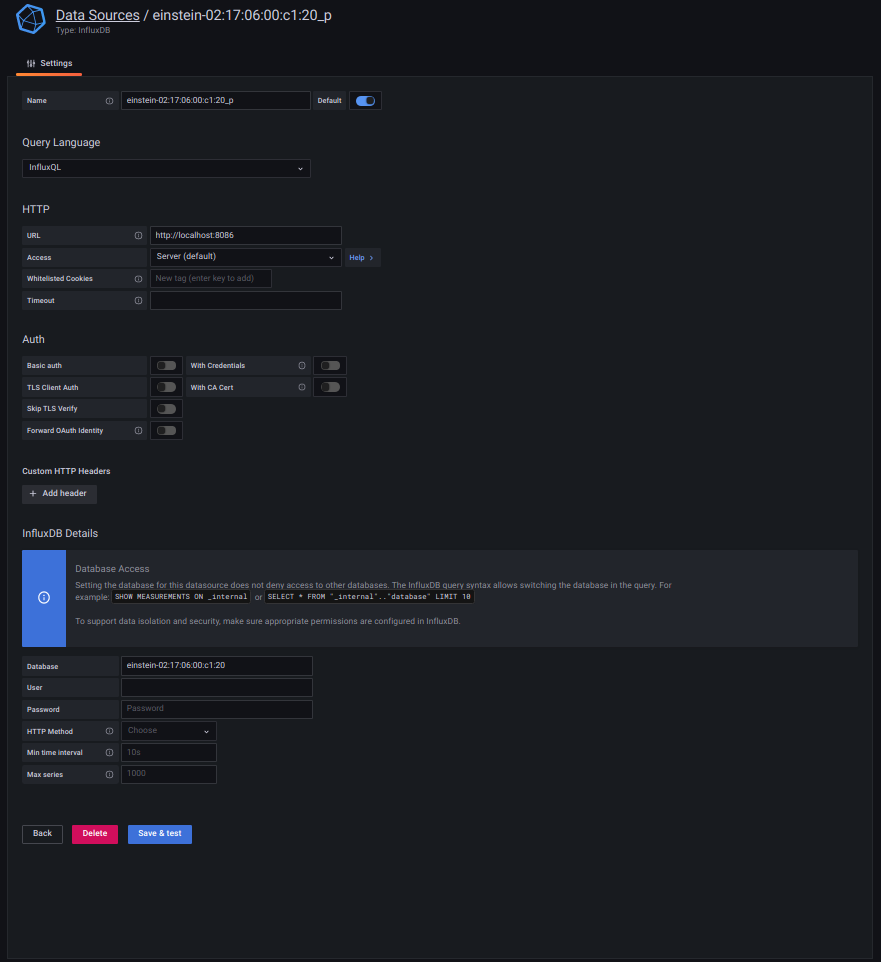 Data Sources / einstein-02:17:06:00:c1:20_p
Type: InfluxDB
Settings
Name einstein-02:17:06:00:c1:20_p Default
Query Language
InfluxQL
HTTP
URL http://localhost:8086
Access Server (default) Help >
Whitelisted Cookies New tag (enter key to add)
Timeout
Auth
Basic auth With Credentials
TLS Client Auth With CA Cert
Skip TLS Verify
Forward OAuth Identity
Custom HTTP Headers
+ Add header
InfluxDB Details
Database Access
Setting the database for this datasource does not deny access to other databases. The InfluxDB query syntax allows switching the database in the query. For
example: SHOW MEASUREMENTS ON _internal or SELECT * FROM "_internal".."database" LIMIT 10
To support data isolation and security, make sure appropriate permissions are configured in InfluxDB.
Database einstein-02:17:06:00:c1:20
User
Password Password
HTTP Method Choose
Min time interval 10s
Max series 1000
Back Delete Save & test